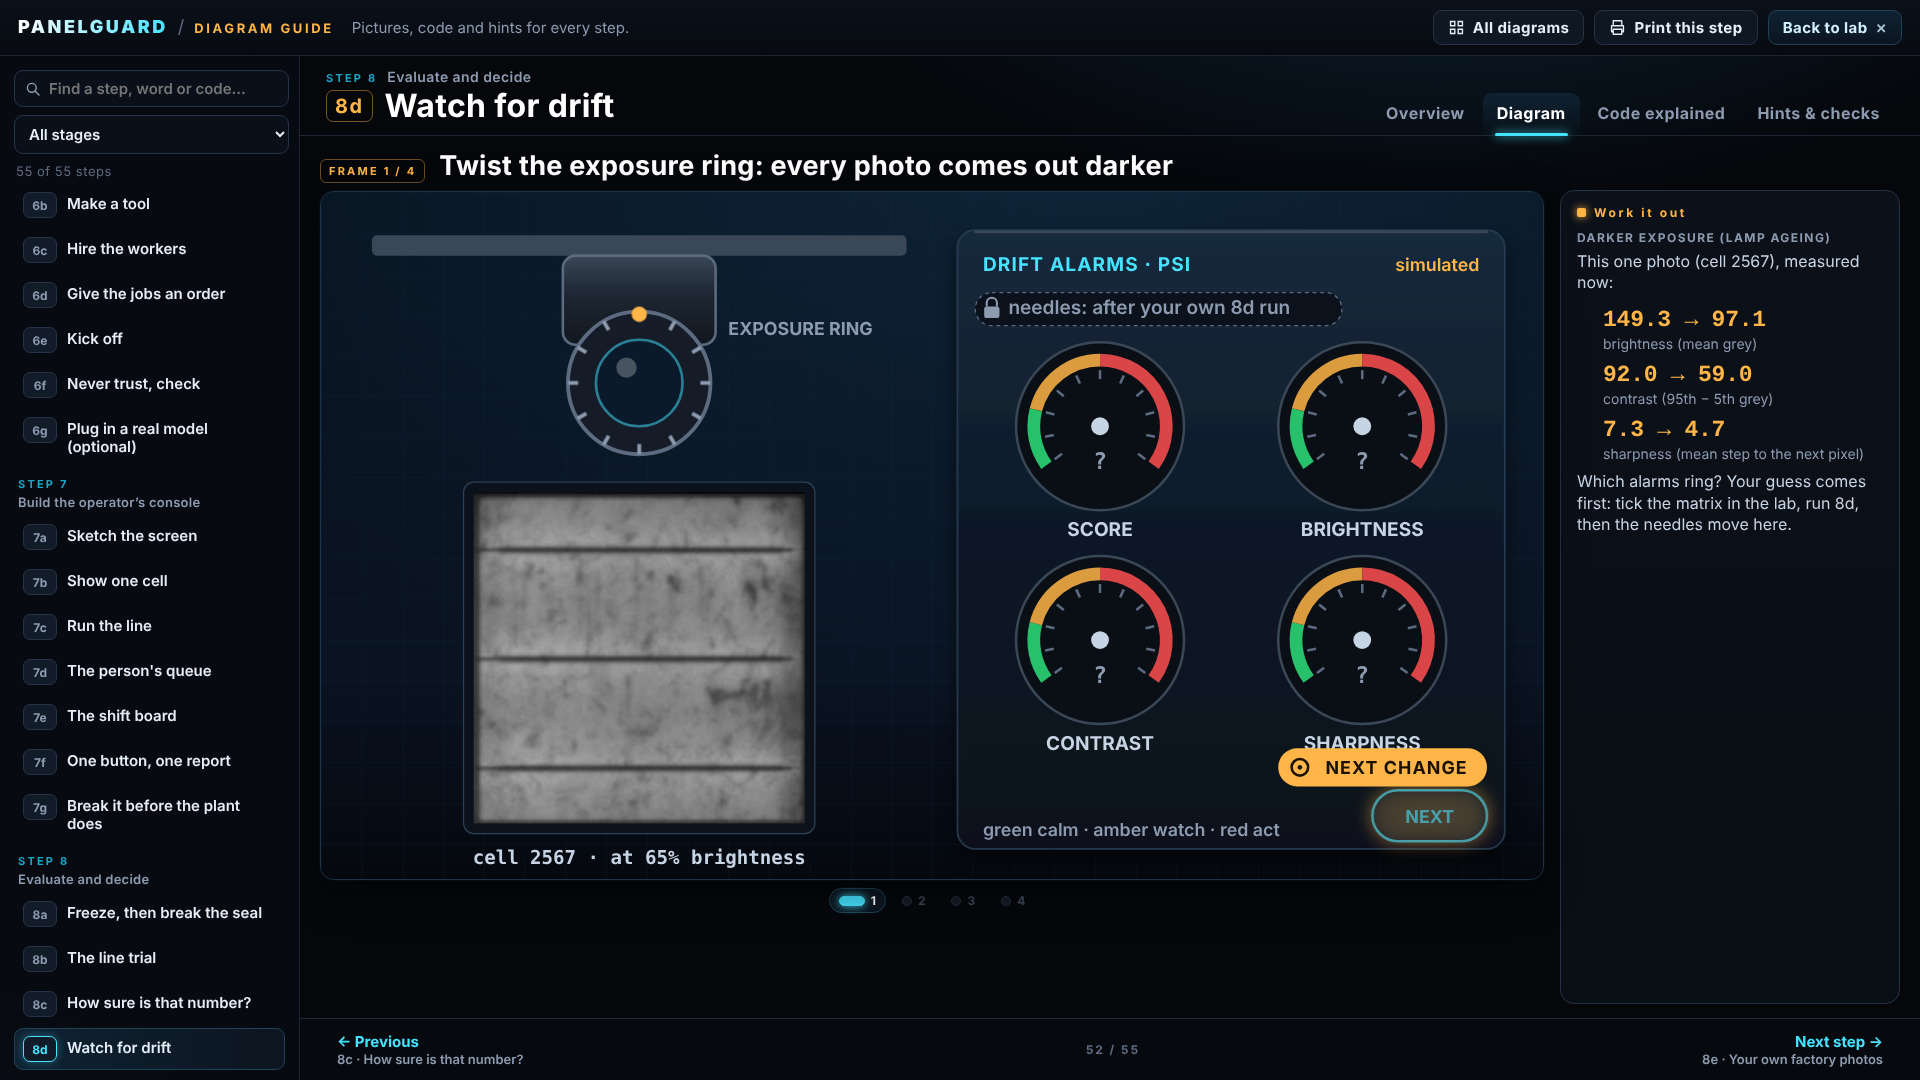 PANELGUARD / DIAGRAM GUIDE Pictures, code and hints for every step.
All diagrams
Print this step
Back to lab ×
Find a step, word or code...
All stages
55 of 55 steps
6b Make a tool
6c Hire the workers
6d Give the jobs an order
6e Kick off
6f Never trust, check
6g Plug in a real model
(optional)
STEP 7
Build the operator's console
7a Sketch the screen
7b Show one cell
7c Run the line
7d The person's queue
7e The shift board
7f One button, one report
7g Break it before the plant
does
STEP 8
Evaluate and decide
8a Freeze, then break the seal
8b The line trial
8c How sure is that number?
8d Watch for drift
STEP 8 Evaluate and decide
8d Watch for drift
Overview
Diagram
Code explained
Hints & checks
FRAME 1 / 4 Twist the exposure ring: every photo comes out darker
EXPOSURE RING
cell 2567 · at 65% brightness
DRIFT ALARMS · PSI
simulated
needles: after your own 8d run
?
SCORE
?
BRIGHTNESS
?
CONTRAST
?
SHARPNESS
NEXT CHANGE
NEXT
green calm · amber watch · red act
1
2
3
4
Work it out
DARKER EXPOSURE (LAMP AGEING)
This one photo (cell 2567), measured
now:
149.3 → 97.1
brightness (mean grey)
92.0 → 59.0
contrast (95th − 5th grey)
7.3 → 4.7
sharpness (mean step to the next pixel)
Which alarms ring? Your guess comes
first: tick the matrix in the lab, run 8d,
then the needles move here.
← Previous
8c · How sure is that number?
52 / 55
Next step →
8e · Your own factory photos